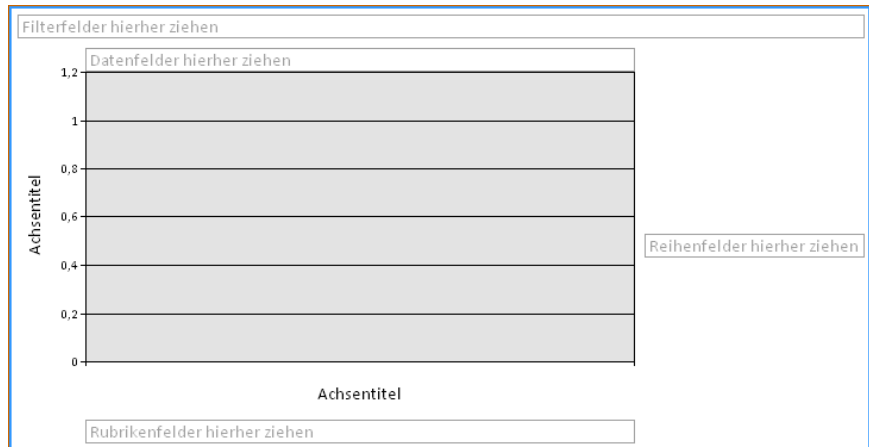 Filterfelder hierher ziehen
Datenfelder hierher ziehen
1,2
1
0,8
0,6
0,4
0,2
0
Achsentitel
Reihenfelder hierher ziehen
Achsentitel
Rubrikenfelder hierher ziehen